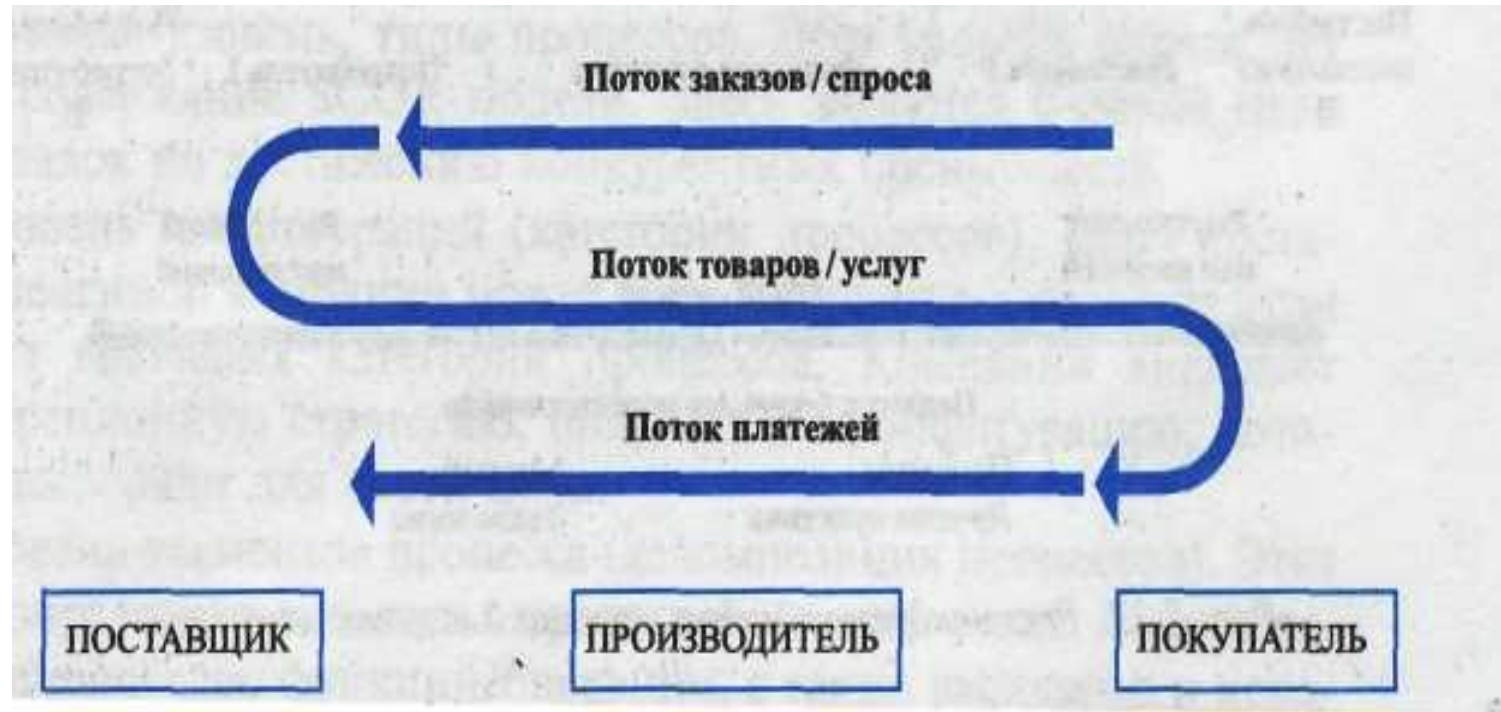 Поток заказов / спроса
Поток товаров / услуг
Поток платежей
ПОСТАВЩИК
ПРОИЗВОДИТЕЛЬ
ПОКУПАТЕЛЬ